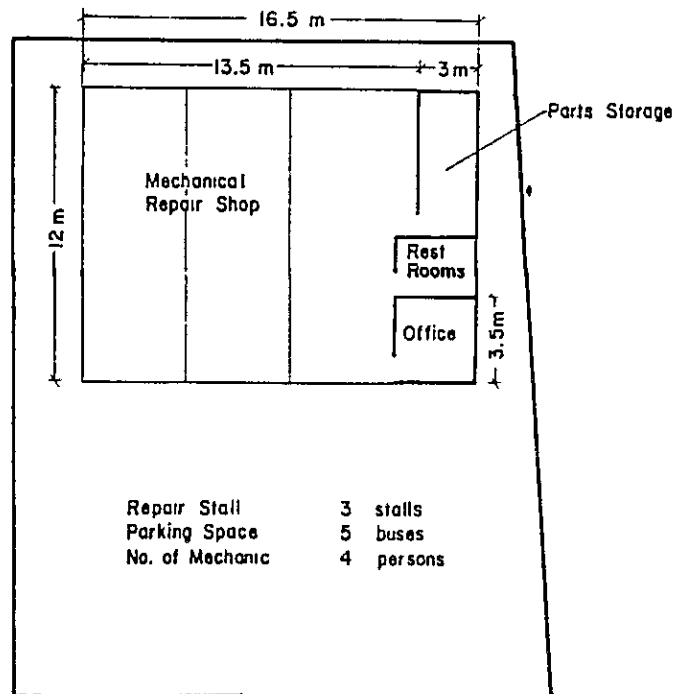 16.5 m
13.5 m
3 m
Parts Storage
Mechanical
Repair Shop
12 m
Rest
Rooms
Office
3.5m
Repair Stall 3 stalls
Parking Space 5 buses
No. of Mechanic 4 persons